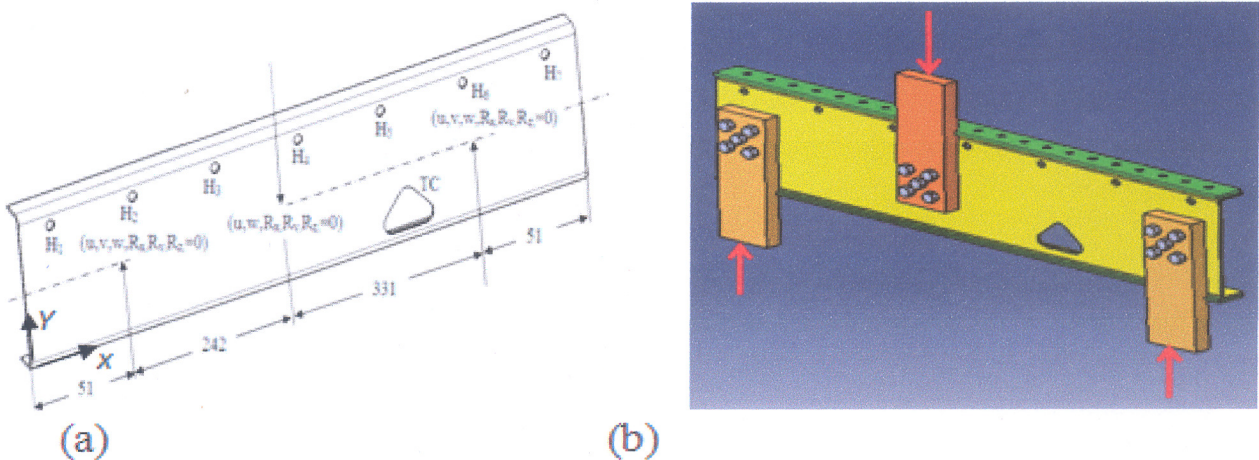 H7
H6
H5
(u,v,w,Rx,Ry,Rz=0)
H4
H3
TC
H2
(u,w,Rx,Ry,Rz=0)
H1
(u,v,w,Rx,Ry,Rz=0)
51
331
Y
242
X
51
(a)
(b)